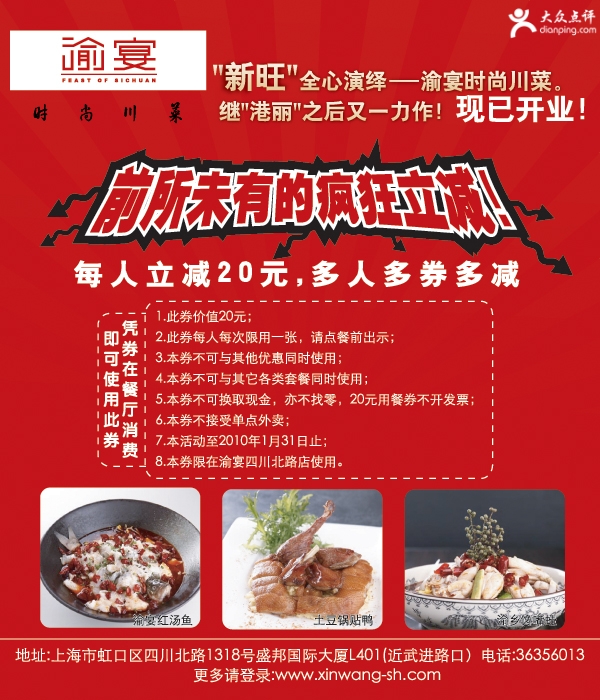 大众点评
dianping.com
渝宴
FEAST OF SICHUAN
时尚川菜
"新旺"全心演绎——渝宴时尚川菜。
继"港丽"之后又一力作！现已开业！
前所未有的疯狂立减！
每人立减20元,多人多券多减
凭券在餐厅消费
即可使用此券
1.此券价值20元；
2.此券每人每次限用一张，请点餐前出示；
3.本券不可与其他优惠同时使用；
4.本券不可与其它各类套餐同时使用；
5.本券不可换取现金，亦不找零，20元用餐券不开发票；
6.本券不接受单点外卖；
7.本活动至2010年1月31日止；
8.本券限在渝宴四川北路店使用。
渝宴红汤鱼
土豆锅贴鸭
地址:上海市虹口区四川北路1318号盛邦国际大厦L401(近武进路口）电话:36356013
更多请登录:www.xinwang-sh.com